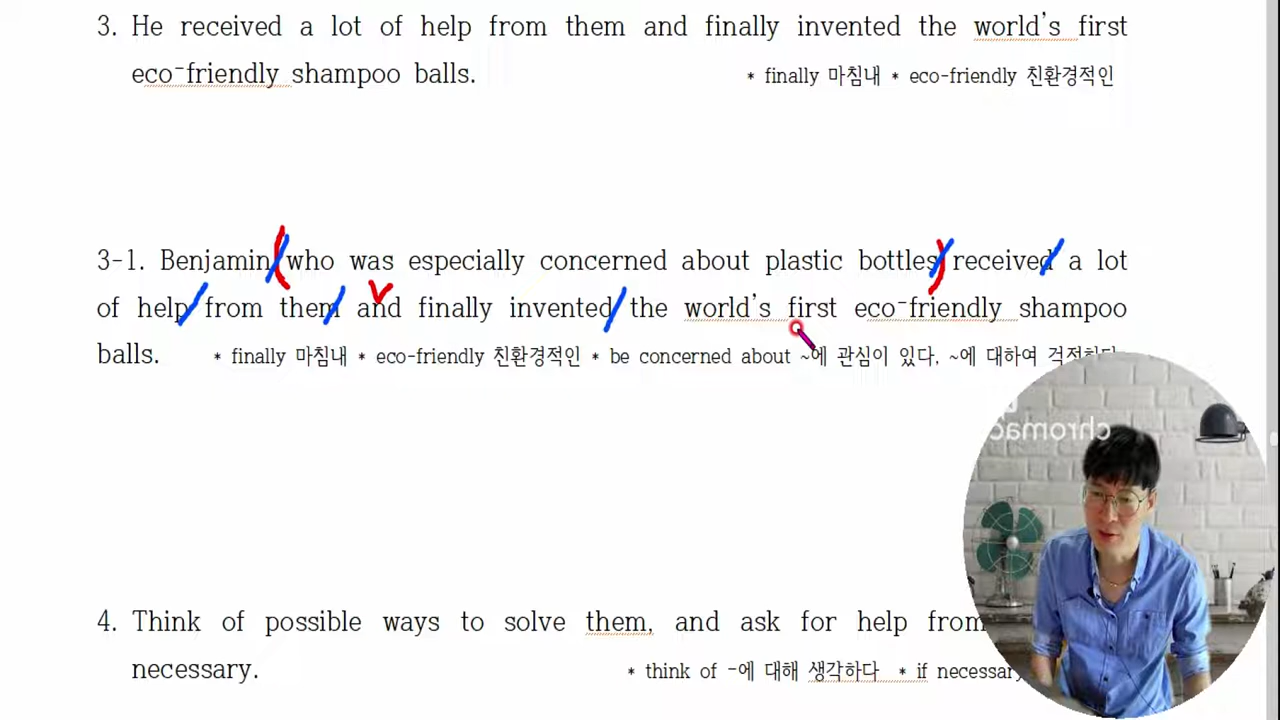 3. He received a lot of help from them and finally invented the world's first
eco-friendly shampoo balls.
* finally 마침내 * eco-friendly 친환경적인
3-1. Benjamin who was especially concerned about plastic bottles received a lot
of help from them and finally invented the world's first eco-friendly shampoo
balls.
* finally 마침내 * eco-friendly 친환경적인 * be concerned about ~에 관심이 있다, ~에 대하여 걱정하다
4. Think of possible ways to solve them, and ask for help from
necessary.
* think of -에 대해 생각하다 * if necessary